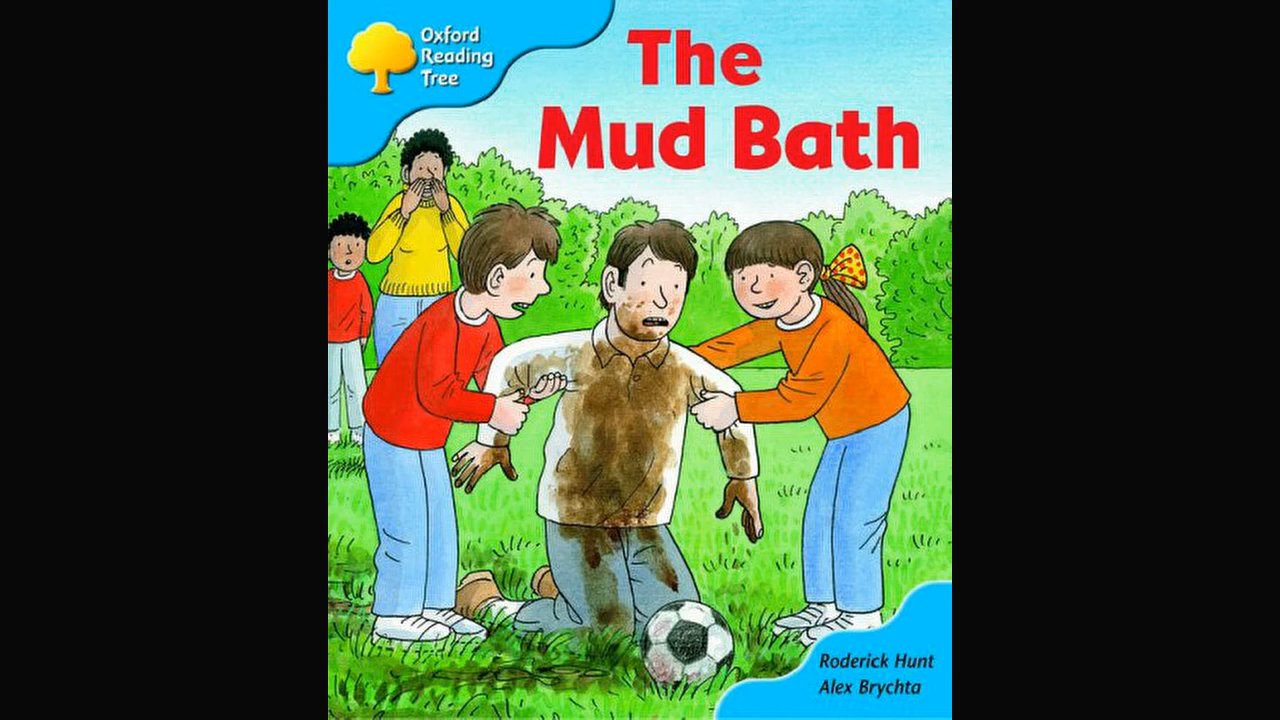 Oxford
Reading
Tree
The
Mud Bath
Roderick Hunt
Alex Brychta